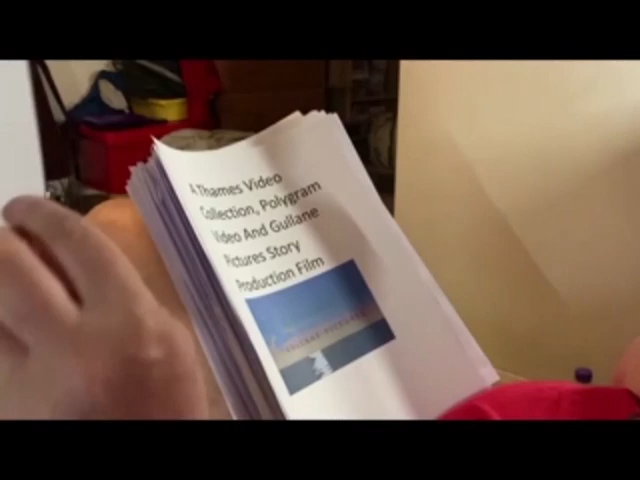 A Thames Video
Collection, Polygram
Video And Gullane
Pictures Story
Production Film